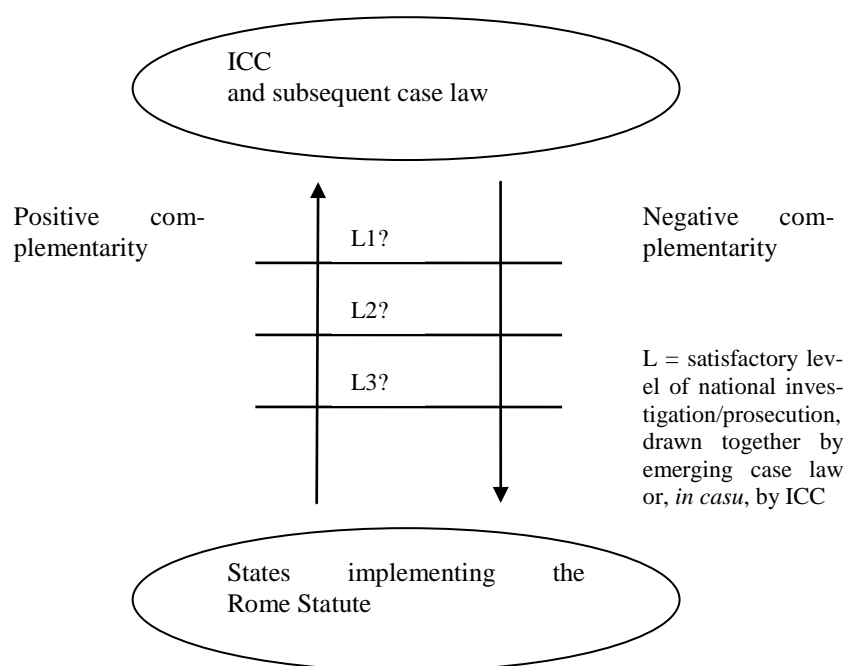 ICC
and subsequent case law
Positive com-
plementarity
Negative com-
plementarity
L1?
L2?
L3?
L = satisfactory lev-
el of national inves-
tigation/prosecution,
drawn together by
emerging case law
or, in casu, by ICC
States implementing the
Rome Statute